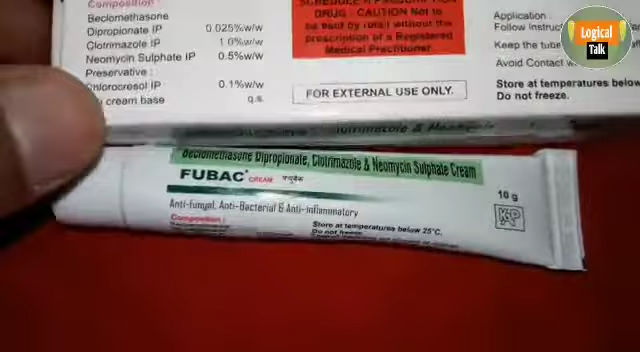 Composition :
Beclomethasone
Dipropionate IP 0.025%w/w
Clotrimazole IP 1.0%w/w
Neomycin Sulphate IP 0.5%w/w
Preservative :
Chlorocresol IP 0.1%w/w
cream base q.s.
DRUG - CAUTION Not to
be sold by retail without the
prescription of a Registered
Medical Practitioner.
FOR EXTERNAL USE ONLY.
Application :
Follow Instruc
Keep the tube
Avoid Contact w
Store at temperatures below
Do not freeze.
Logical
Talk
Beclomethasone Dipropionate, Clotrimazole & Neomycin Sulphate Cream
FUBAC CREAM फ्युबैक
Anti-Fungal, Anti-Bacterial & Anti-Inflammatory
10 g
Composition :
Store at temperatures below 25°C.
Do not freeze.